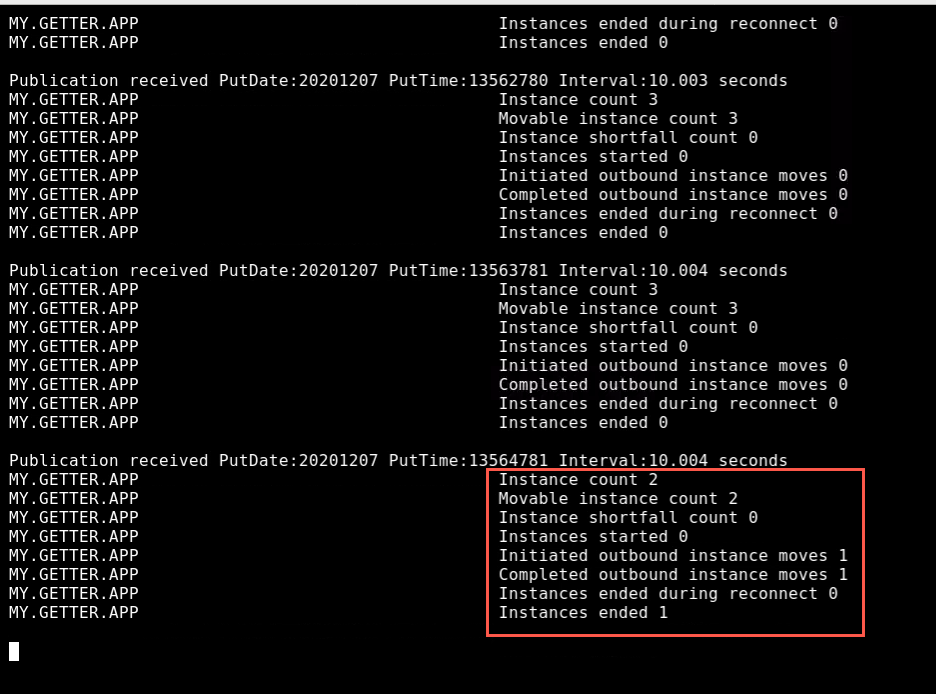 MY.GETTER.APP Instances ended during reconnect 0
MY.GETTER.APP Instances ended 0
Publication received PutDate:20201207 PutTime:13562780 Interval:10.003 seconds
MY.GETTER.APP Instance count 3
MY.GETTER.APP Movable instance count 3
MY.GETTER.APP Instance shortfall count 0
MY.GETTER.APP Instances started 0
MY.GETTER.APP Initiated outbound instance moves 0
MY.GETTER.APP Completed outbound instance moves 0
MY.GETTER.APP Instances ended during reconnect 0
MY.GETTER.APP Instances ended 0
Publication received PutDate:20201207 PutTime:13563781 Interval:10.004 seconds
MY.GETTER.APP Instance count 3
MY.GETTER.APP Movable instance count 3
MY.GETTER.APP Instance shortfall count 0
MY.GETTER.APP Instances started 0
MY.GETTER.APP Initiated outbound instance moves 0
MY.GETTER.APP Completed outbound instance moves 0
MY.GETTER.APP Instances ended during reconnect 0
MY.GETTER.APP Instances ended 0
Publication received PutDate:20201207 PutTime:13564781 Interval:10.004 seconds
MY.GETTER.APP Instance count 2
MY.GETTER.APP Movable instance count 2
MY.GETTER.APP Instance shortfall count 0
MY.GETTER.APP Instances started 0
MY.GETTER.APP Initiated outbound instance moves 1
MY.GETTER.APP Completed outbound instance moves 1
MY.GETTER.APP Instances ended during reconnect 0
MY.GETTER.APP Instances ended 1